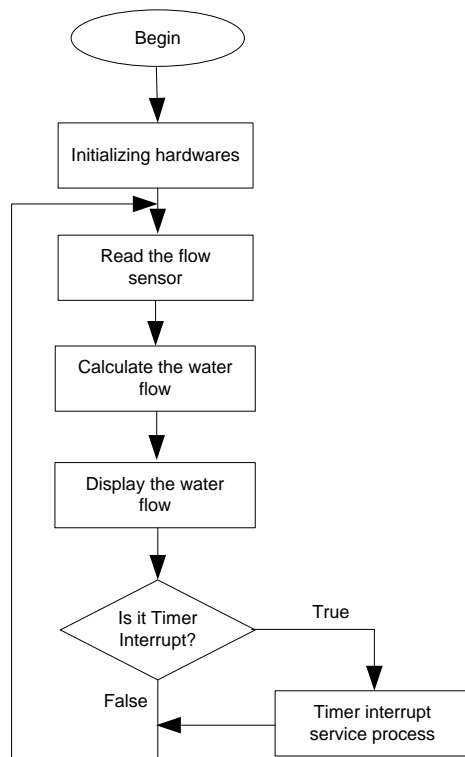 Begin
Initializing hardwares
Read the flow
sensor
Calculate the water
flow
Display the water
flow
Is it Timer
Interrupt?
True
False
Timer interrupt
service process